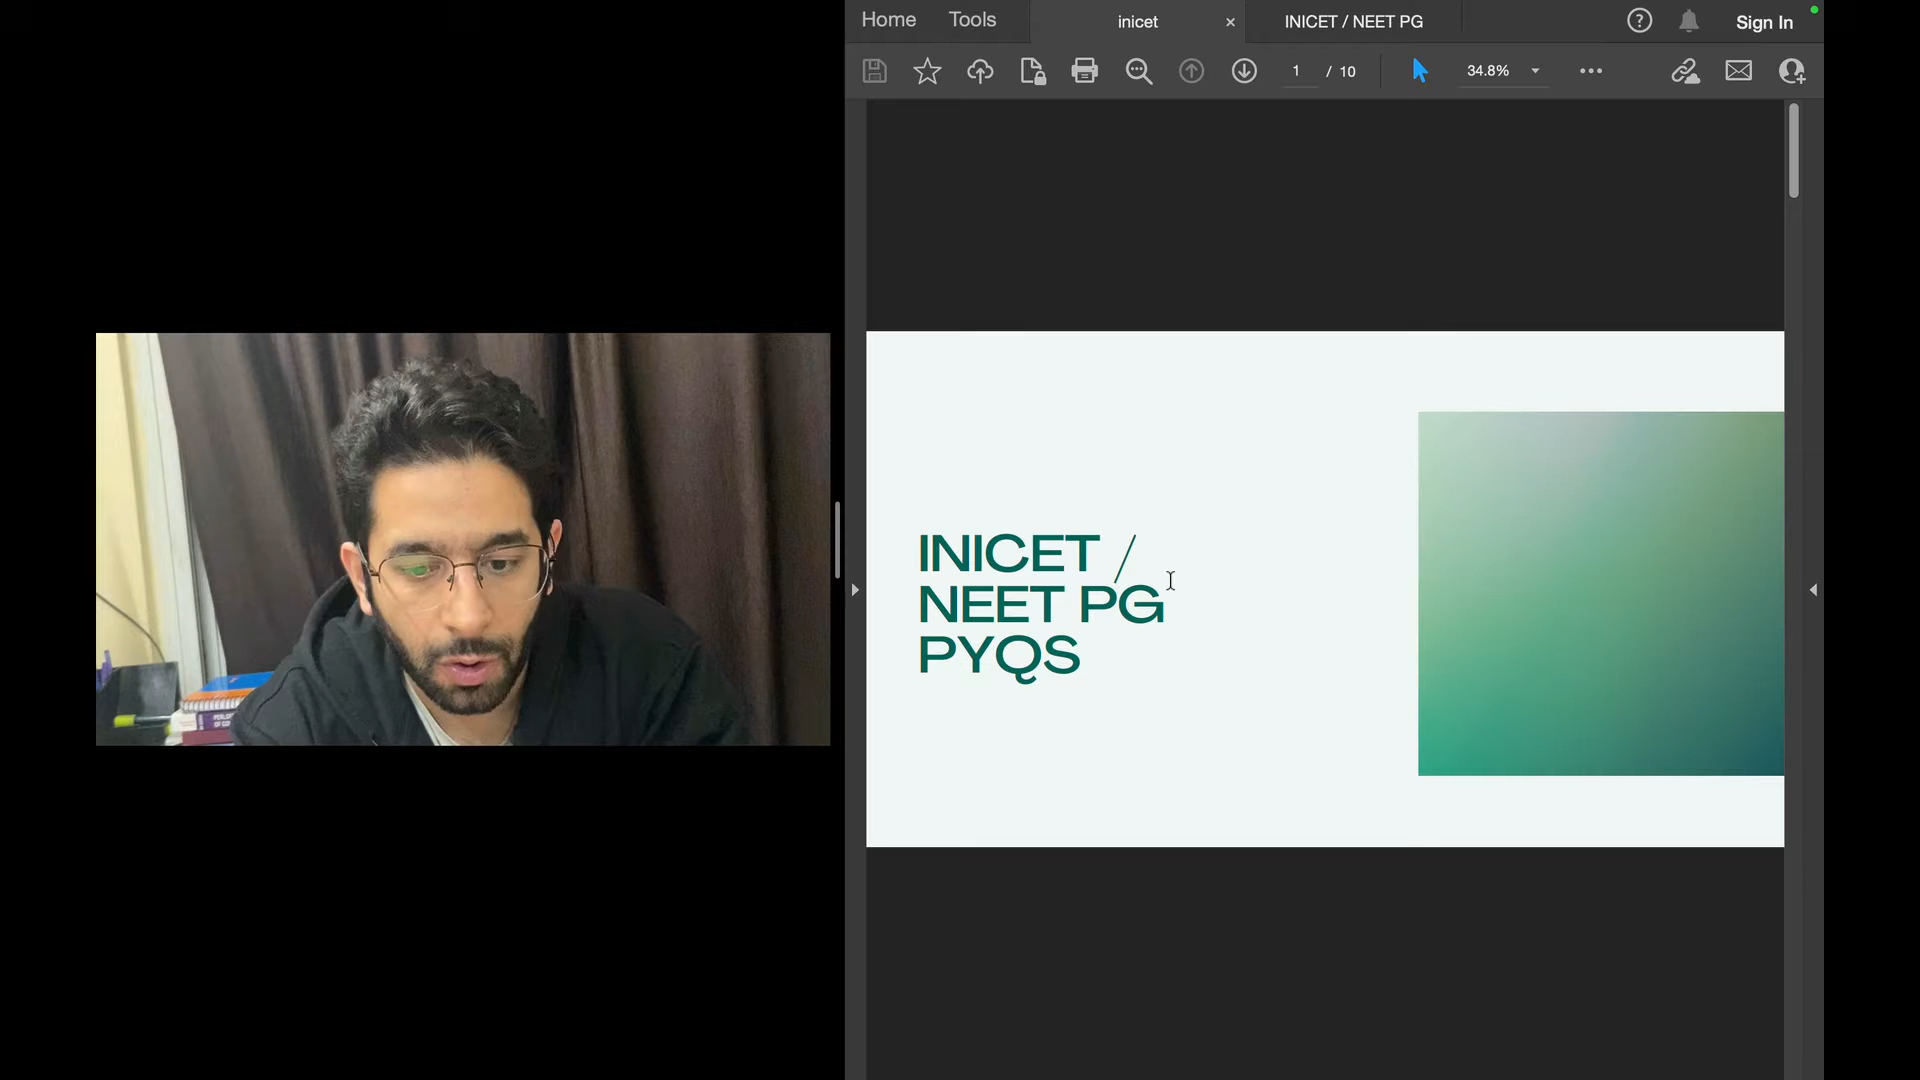 Home Tools inicet × INICET / NEET PG Sign In
1 / 10 34.8%
INICET /
NEET PG
PYQS